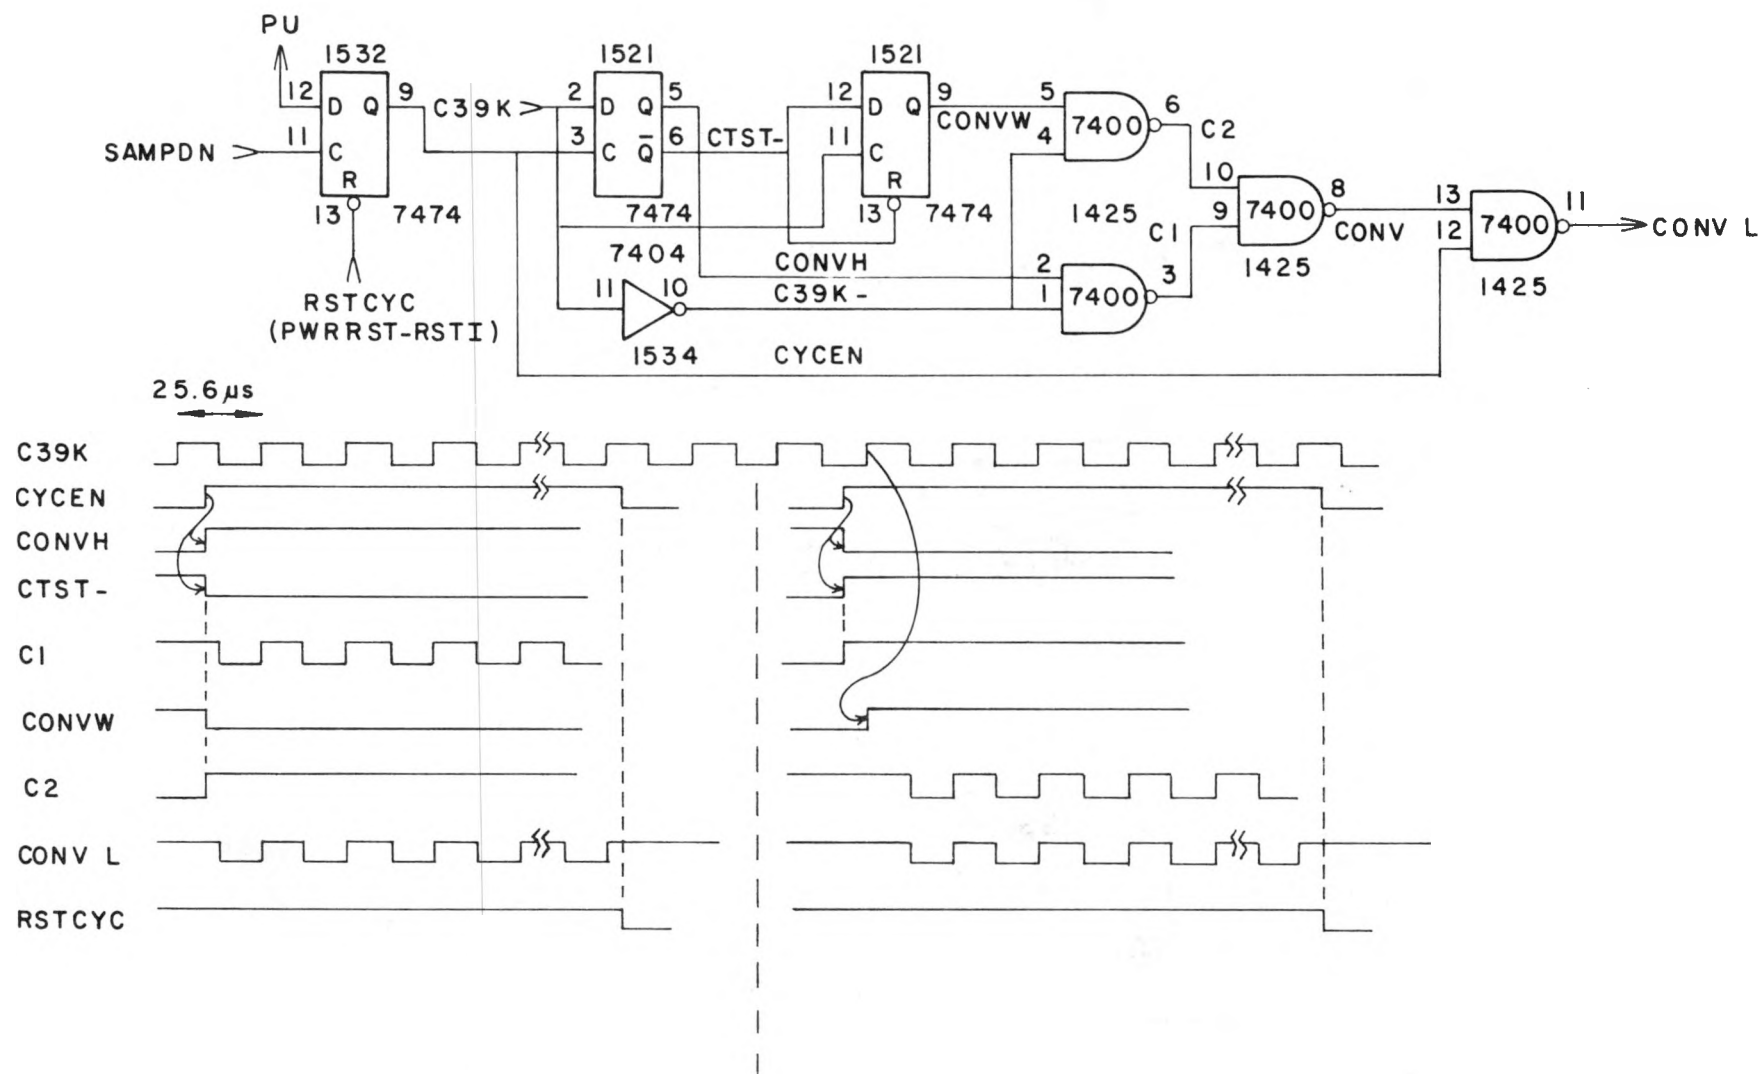 PU
1532
1521
1521
12 D Q 9
C39K
2 D Q 5
12 D Q 9
CONVW
5
4
7400
6
C2
SAMPDN
11 C
3 C Q̅ 6
CTST-
11 C
R
13
7474
7474
R
13
7474
1425
10
9
7400
8
CONV
13
12
7400
11
CONV L
C1
1425
1425
7404
CONVH
2
1
7400
3
11
10
C39K-
RSTCYC
(PWRRST-RSTI)
1534
CYCEN
25.6 μs
C39K
CYCEN
CONVH
CTST-
C1
CONVW
C2
CONV L
RSTCYC